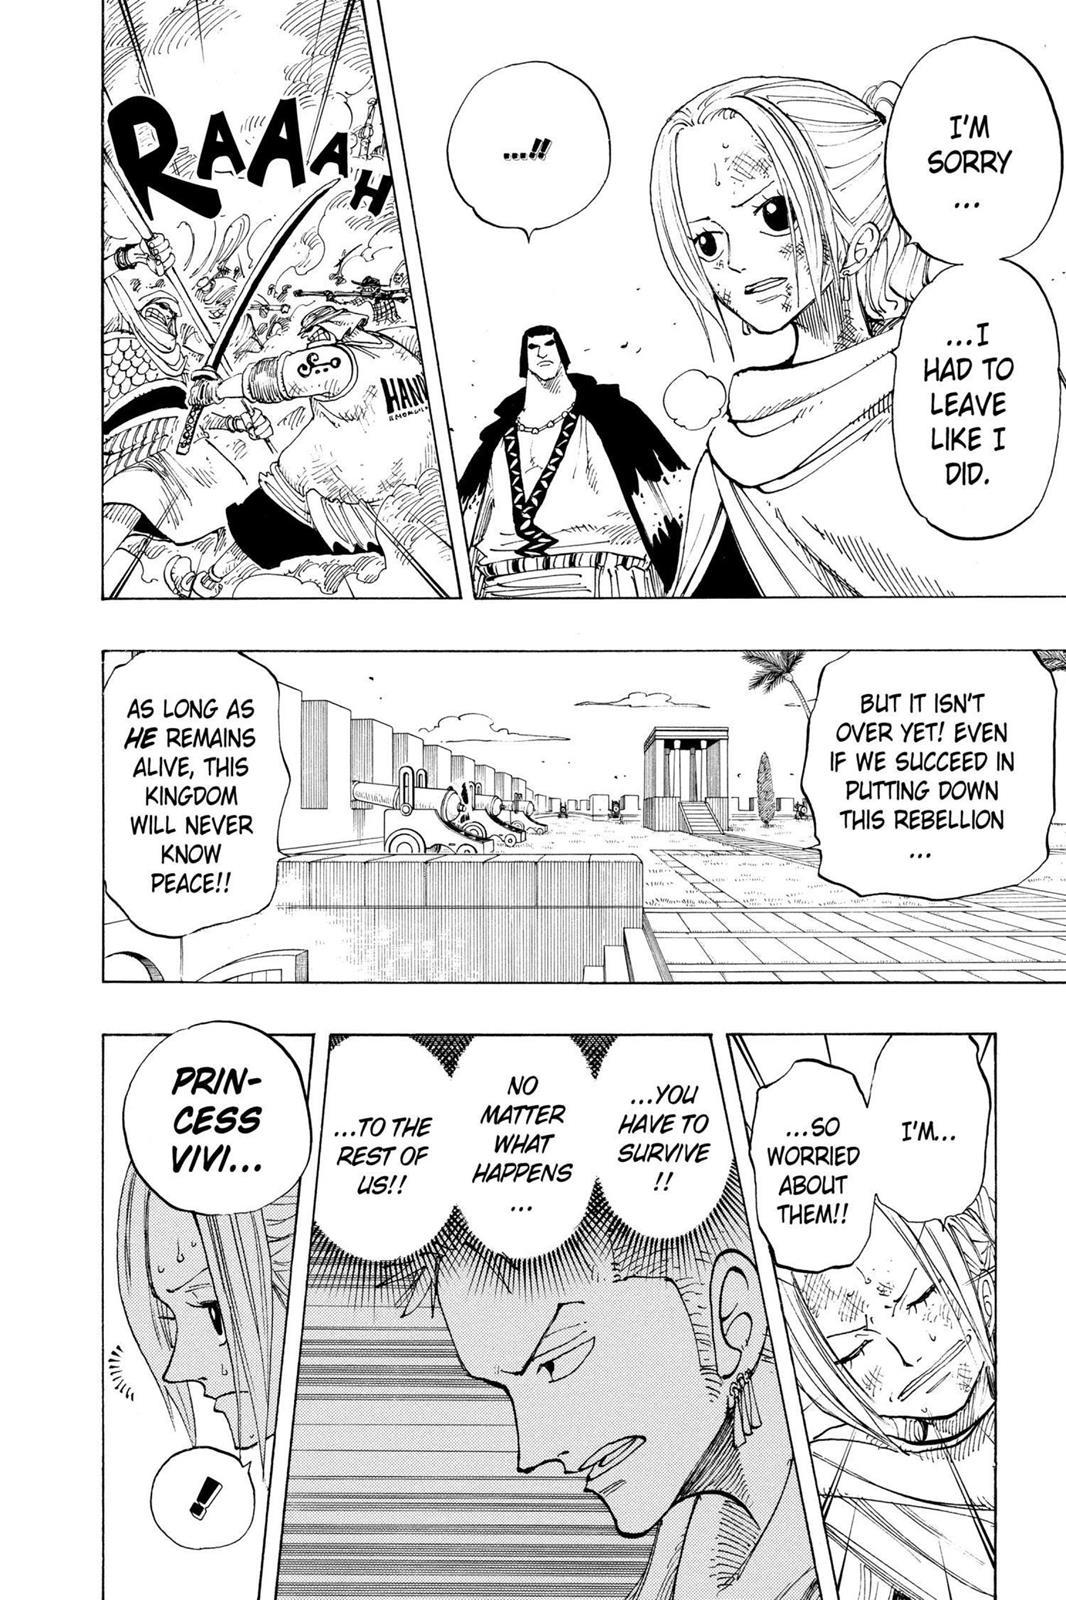 I'M
SORRY
...
...I
HAD TO
LEAVE
LIKE I
DID.
...!!
RAAAAH
HAN
BUT IT ISN'T
OVER YET! EVEN
IF WE SUCCEED IN
PUTTING DOWN
THIS REBELLION
...
AS LONG AS
HE REMAINS
ALIVE, THIS
KINGDOM
WILL NEVER
KNOW
PEACE!!
I'M...
...SO
WORRIED
ABOUT
THEM!!
...YOU
HAVE TO
SURVIVE
!!
NO
MATTER
WHAT
HAPPENS
...
...TO THE
REST OF
US!!
PRIN-
CESS
VIVI...
!